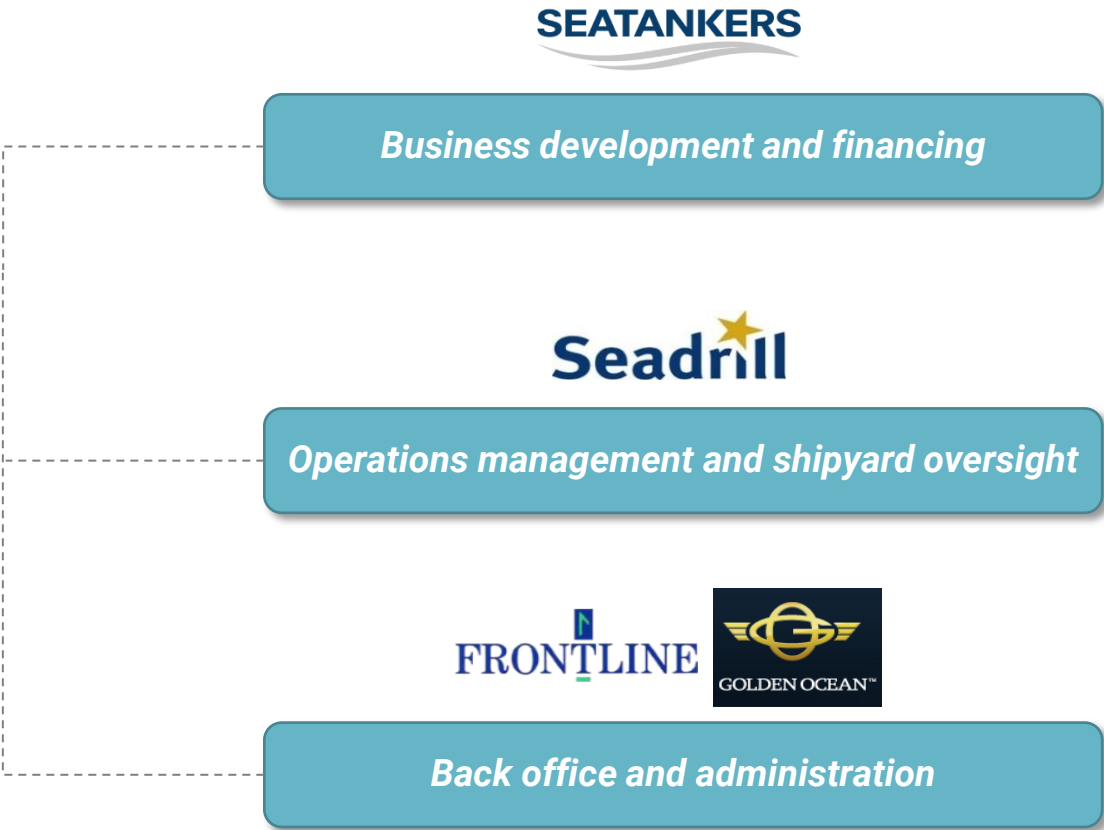 SEATANKERS
Business development and financing
Seadrill
Operations management and shipyard oversight
FRONTLINE
GOLDEN OCEAN™
Back office and administration